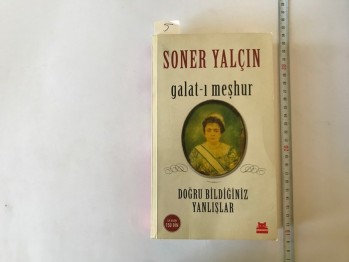 SONER YALÇIN
galat-ı meşhur
DOĞRU BİLDİĞİNİZ
YANLIŞLAR